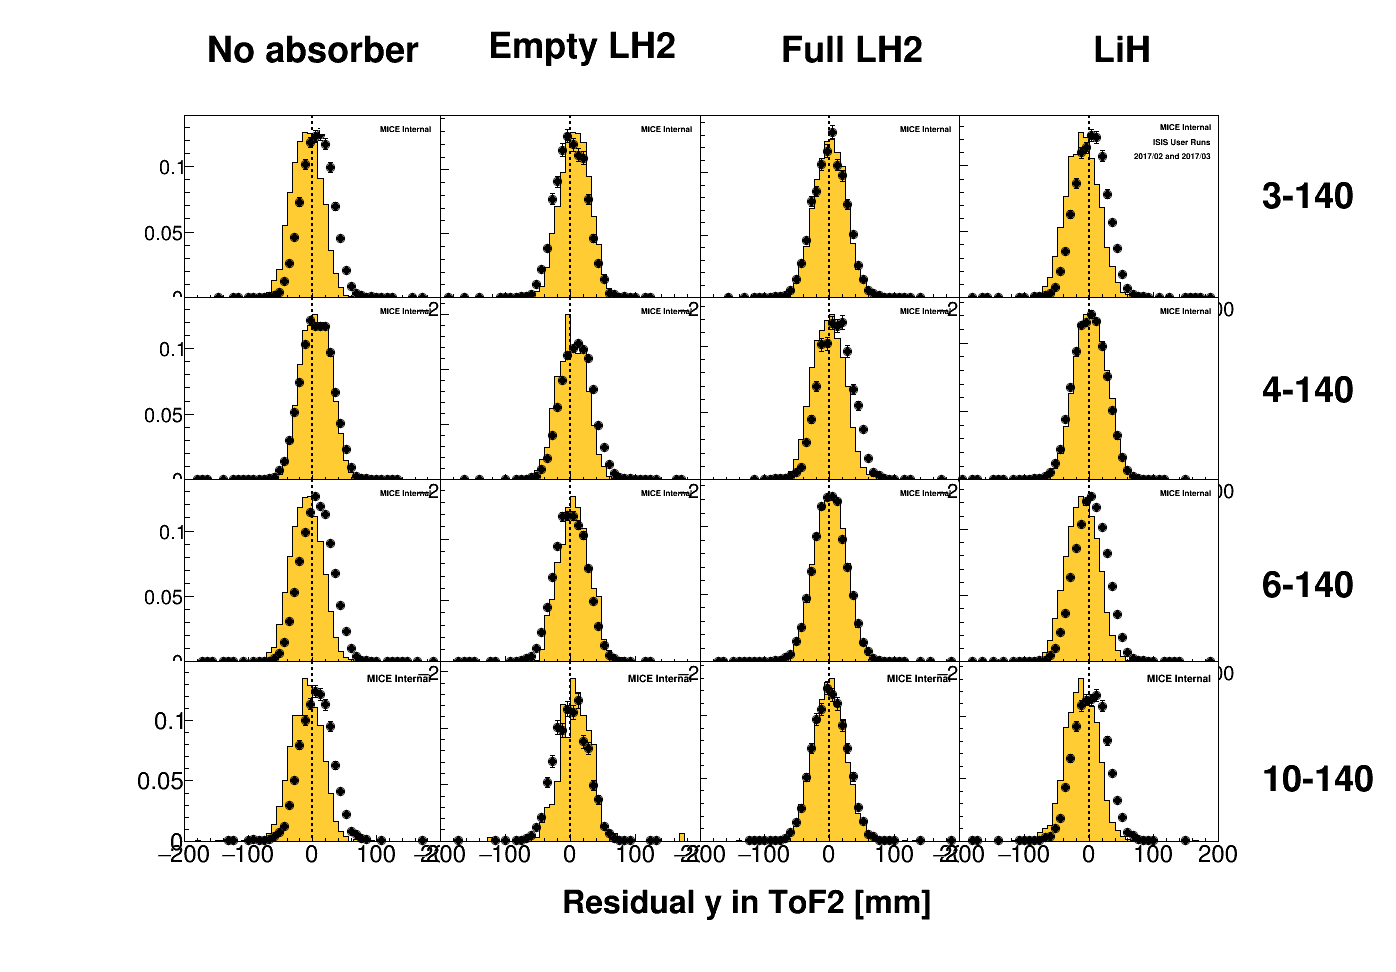 No absorber Empty LH2 Full LH2 LiH
MICE Internal MICE Internal MICE Internal MICE Internal
ISIS User Runs
2017/02 and 2017/03
0.1
3-140
0.05
0
MICE Internal MICE Internal MICE Internal MICE Internal
0.1
4-140
0.05
0
MICE Internal MICE Internal MICE Internal MICE Internal
0.1
6-140
0.05
0
MICE Internal MICE Internal MICE Internal MICE Internal
0.1
10-140
0.05
0
−200 −100 0 100 −100 0 100 −100 0 100 −100 0 100 200
Residual y in ToF2 [mm]